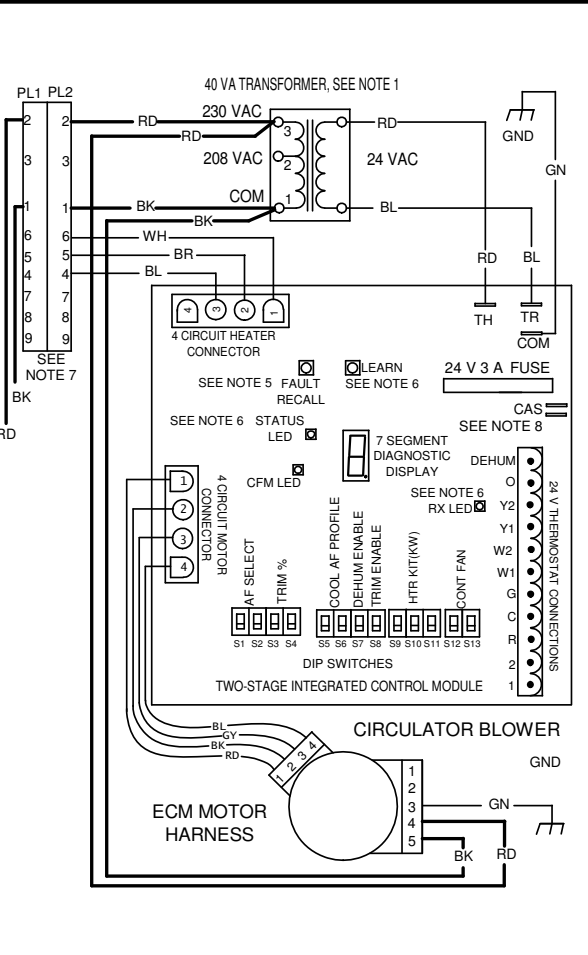 40 VA TRANSFORMER, SEE NOTE 1
PL1 PL2
2 2
3 3
1 1
6 6
5 5
4 4
7 7
8 8
9 9
SEE
NOTE 7
BK
RD
RD
RD
BK
BK
WH
BR
BL
230 VAC
208 VAC
COM
3
2
1
24 VAC
RD
BL
GND
GN
RD
BL
TH
TR
COM
4 3 2 1
4 CIRCUIT HEATER
CONNECTOR
SEE NOTE 5 FAULT
RECALL
LEARN
SEE NOTE 6
24 V 3 A FUSE
CAS
SEE NOTE 8
SEE NOTE 6 STATUS
LED
CFM LED
7 SEGMENT
DIAGNOSTIC
DISPLAY
SEE NOTE 6
RX LED
DEHUM
O
Y2
Y1
W2
W1
G
C
R
2
1
24 V THERMOSTAT CONNECTIONS
1
2
3
4
4 CIRCUIT MOTOR
CONNECTOR
AF SELECT
TRIM %
COOL AF PROFILE
DEHUM ENABLE
TRIM ENABLE
HTR KIT(KW)
CONT FAN
S1 S2 S3 S4 S5 S6 S7 S8 S9 S10 S11 S12 S13
DIP SWITCHES
TWO-STAGE INTEGRATED CONTROL MODULE
BL
GY
BK
RD
1 2 3 4
CIRCULATOR BLOWER
GND
ECM MOTOR
HARNESS
1
2
3
4
5
GN
BK
RD